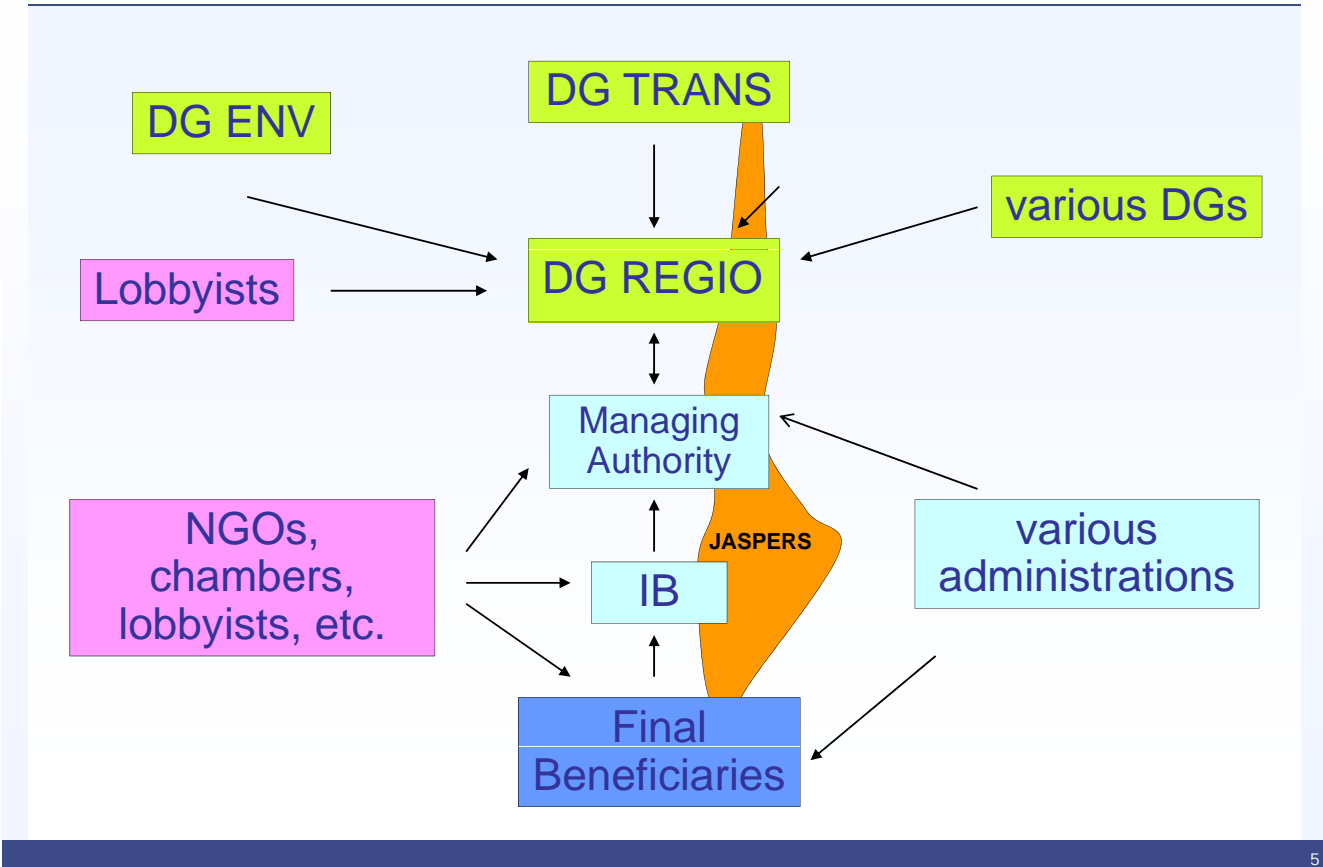 DG TRANS
DG ENV
various DGs
DG REGIO
Lobbyists
Managing
Authority
NGOs,
chambers,
lobbyists, etc.
JASPERS
various
administrations
IB
Final
Beneficiaries
5